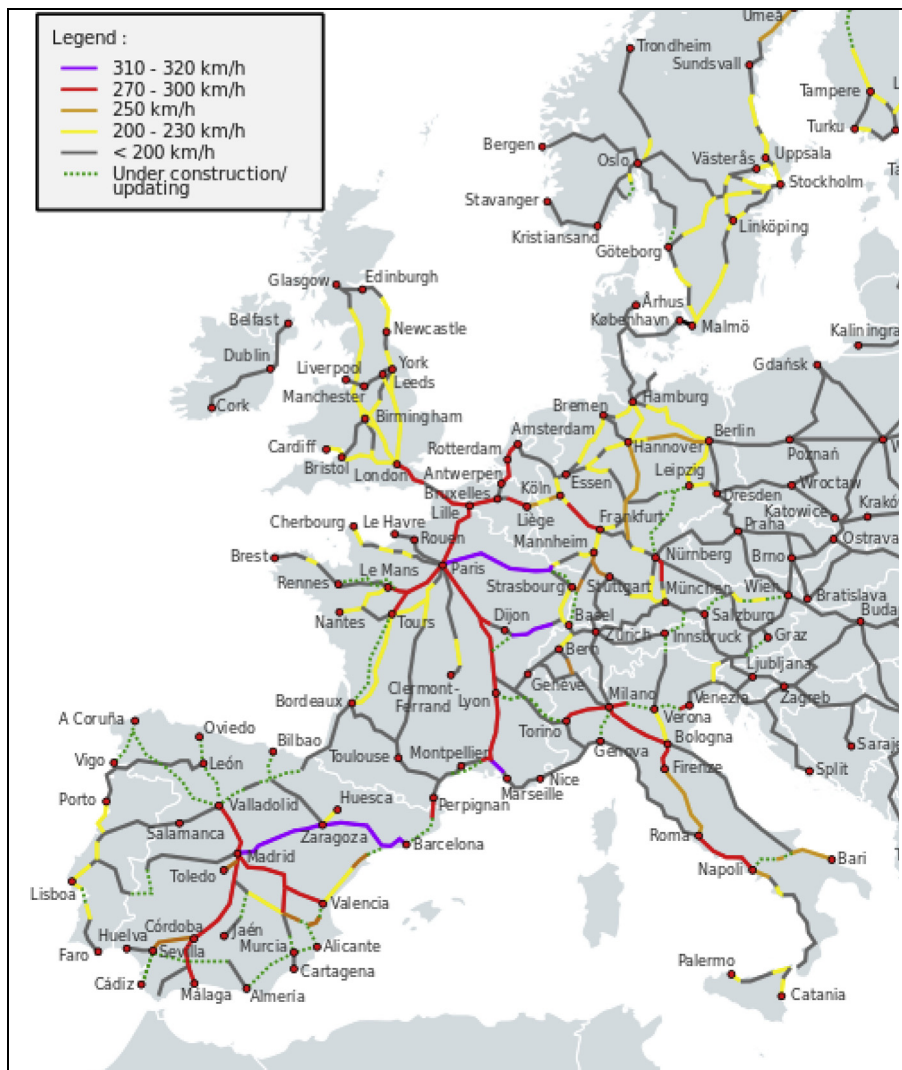 Legend :
310 - 320 km/h
270 - 300 km/h
250 km/h
200 - 230 km/h
< 200 km/h
Under construction/
updating
Umeå
Trondheim
Sundsvall
Tampere
Turku
Bergen
Oslo
Västerås
Uppsala
Stockholm
Stavanger
Kristiansand
Linköping
Göteborg
Glasgow
Edinburgh
Århus
København
Malmö
Belfast
Newcastle
Kaliningra
Dublin
Liverpool
York
Leeds
Gdańsk
Manchester
Cork
Birmingham
Bremen
Hamburg
Amsterdam
Cardiff
Rotterdam
Hannover
Berlin
Bristol
London
Antwerpen
Essen
Leipzig
Poznań
Bruxelles
Köln
Dresden
Wroctaw
Lille
Liège
Frankfurt
Katowice
Krakó
Cherbourg
Le Havre
Rouen
Mannheim
Praha
Ostrava
Brest
Le Mans
Paris
Nürnberg
Brno
Rennes
Strasbourg
Stuttgart
München
Wien
Bratislava
Nantes
Tours
Dijon
Basel
Zürich
Innsbruck
Salzburg
Graz
Budap
Bern
Ljubljana
Genève
Clermont-
Ferrand
Lyon
Milano
Venezia
Zagreb
Bordeaux
Torino
Verona
A Coruña
Oviedo
Bilbao
Toulouse
Montpellier
Genova
Bologna
Saraje
Vigo
León
Nice
Firenze
Split
Marseille
Porto
Valladolid
Huesca
Perpignan
Salamanca
Zaragoza
Barcelona
Roma
Madrid
Toledo
Napoli
Bari
Lisboa
Valencia
Córdoba
Huelva
Jaén
Murcia
Alicante
Faro
Sevilla
Cartagena
Palermo
Cádiz
Málaga
Almería
Catania